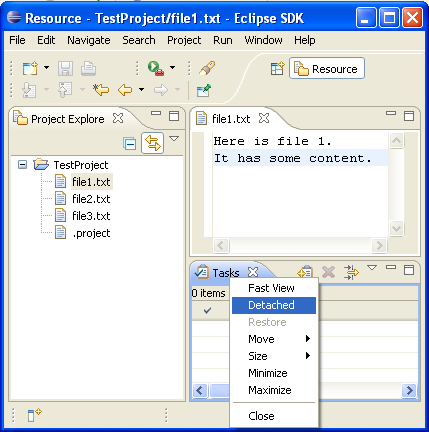 Resource - TestProject/file1.txt - Eclipse SDK
File Edit Navigate Search Project Run Window Help
Resource
Project Explore
TestProject
file1.txt
file2.txt
file3.txt
.project
file1.txt
Here is file 1.
It has some content.
Tasks
0 items
Fast View
Detached
Restore
Move
Size
Minimize
Maximize
Close